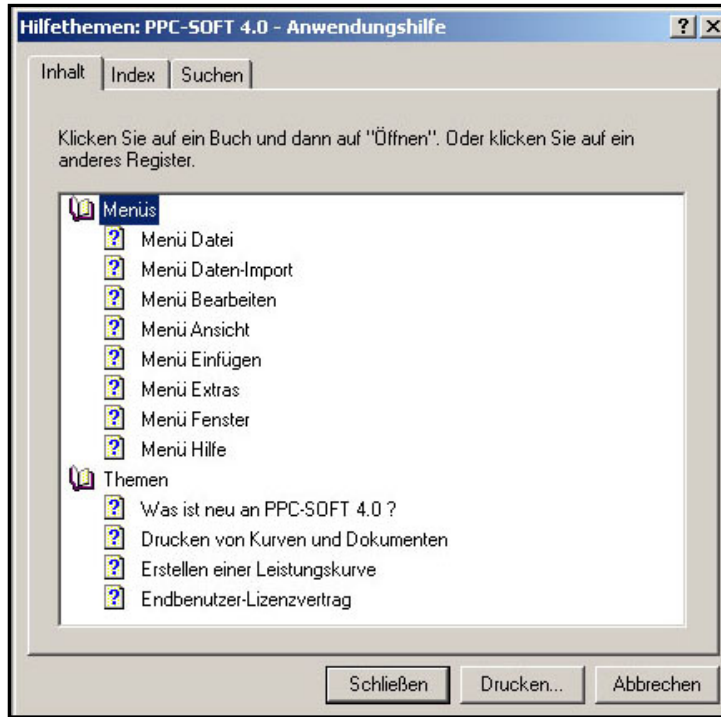 Hilfethemen: PPC-SOFT 4.0 - Anwendungshilfe
Inhalt Index Suchen
Klicken Sie auf ein Buch und dann auf "Öffnen". Oder klicken Sie auf ein
anderes Register.
Menüs
Menü Datei
Menü Daten-Import
Menü Bearbeiten
Menü Ansicht
Menü Einfügen
Menü Extras
Menü Fenster
Menü Hilfe
Themen
Was ist neu an PPC-SOFT 4.0 ?
Drucken von Kurven und Dokumenten
Erstellen einer Leistungskurve
Endbenutzer-Lizenzvertrag
Schließen Drucken... Abbrechen